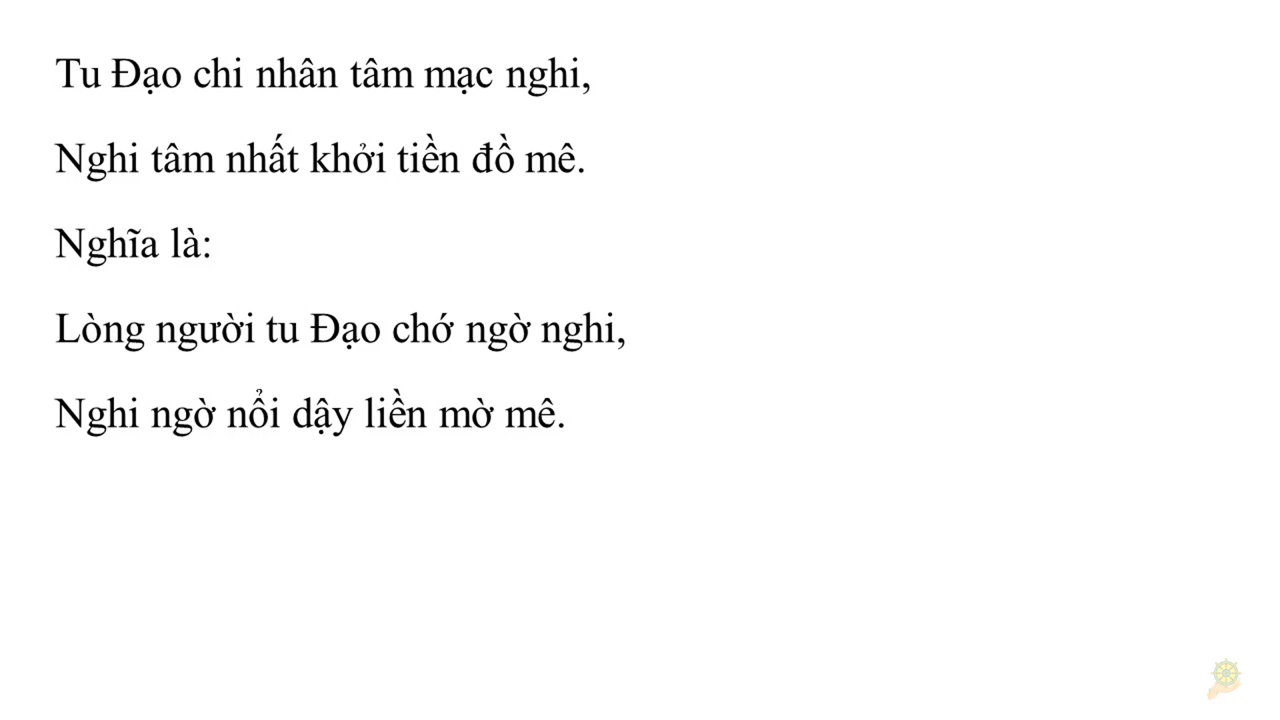 Tu Đạo chi nhân tâm mạc nghi,
Nghi tâm nhất khởi tiền đồ mê.
Nghĩa là:
Lòng người tu Đạo chớ ngờ nghi,
Nghi ngờ nổi dậy liền mờ mê.